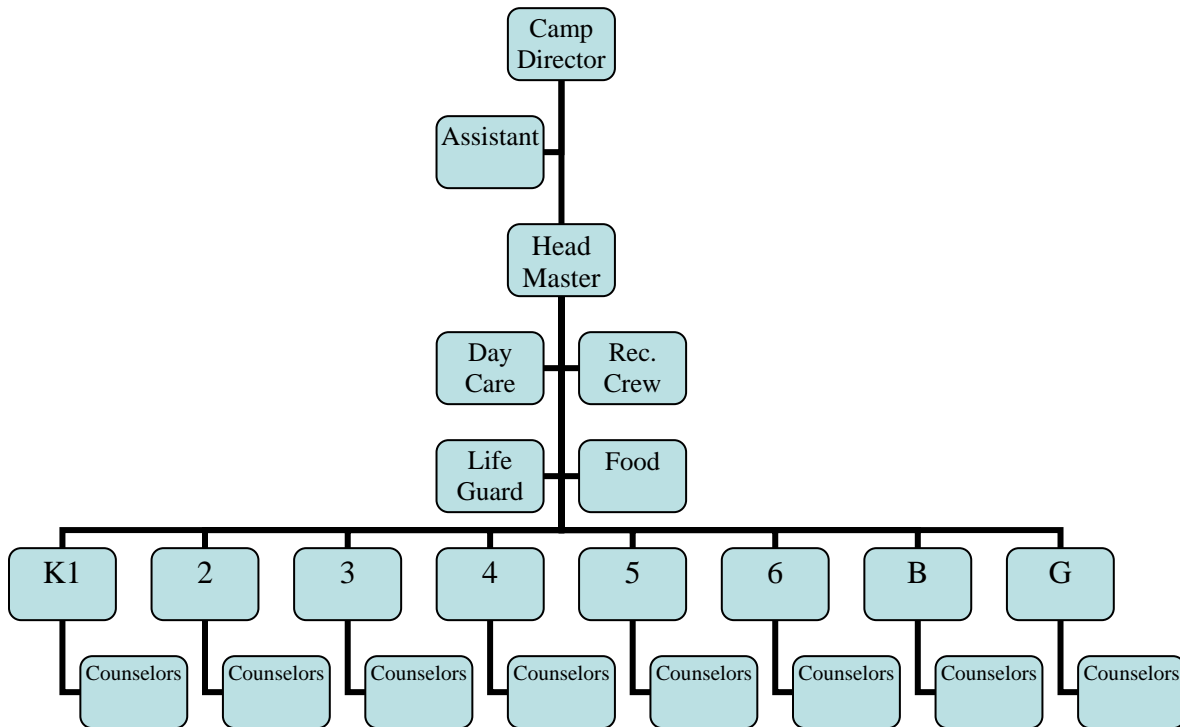 Camp
Director
Assistant
Head
Master
Day
Care
Rec.
Crew
Life
Guard
Food
K1
2
3
4
5
6
B
G
Counselors
Counselors
Counselors
Counselors
Counselors
Counselors
Counselors
Counselors